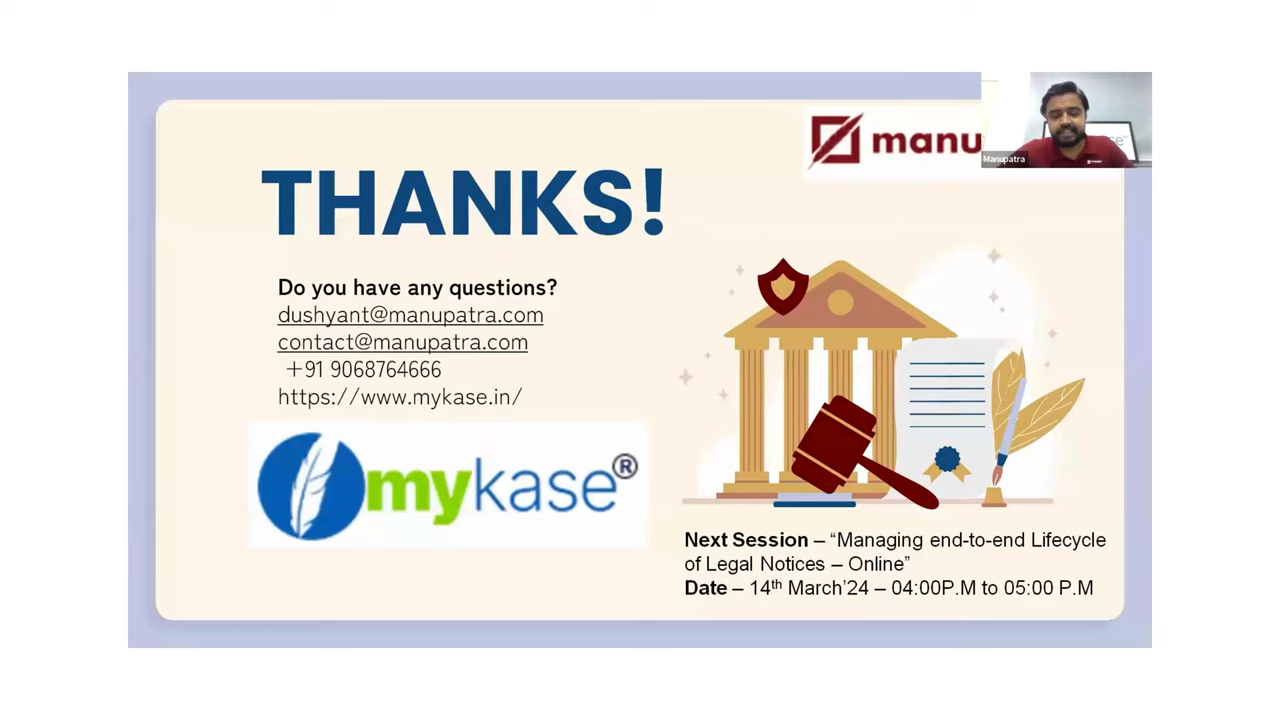 manu
Manupatra
THANKS!
Do you have any questions?
dushyant@manupatra.com
contact@manupatra.com
+91 9068764666
https://www.mykase.in/
mykase®
Next Session – “Managing end-to-end Lifecycle
of Legal Notices – Online”
Date – 14th March’24 – 04:00P.M to 05:00 P.M